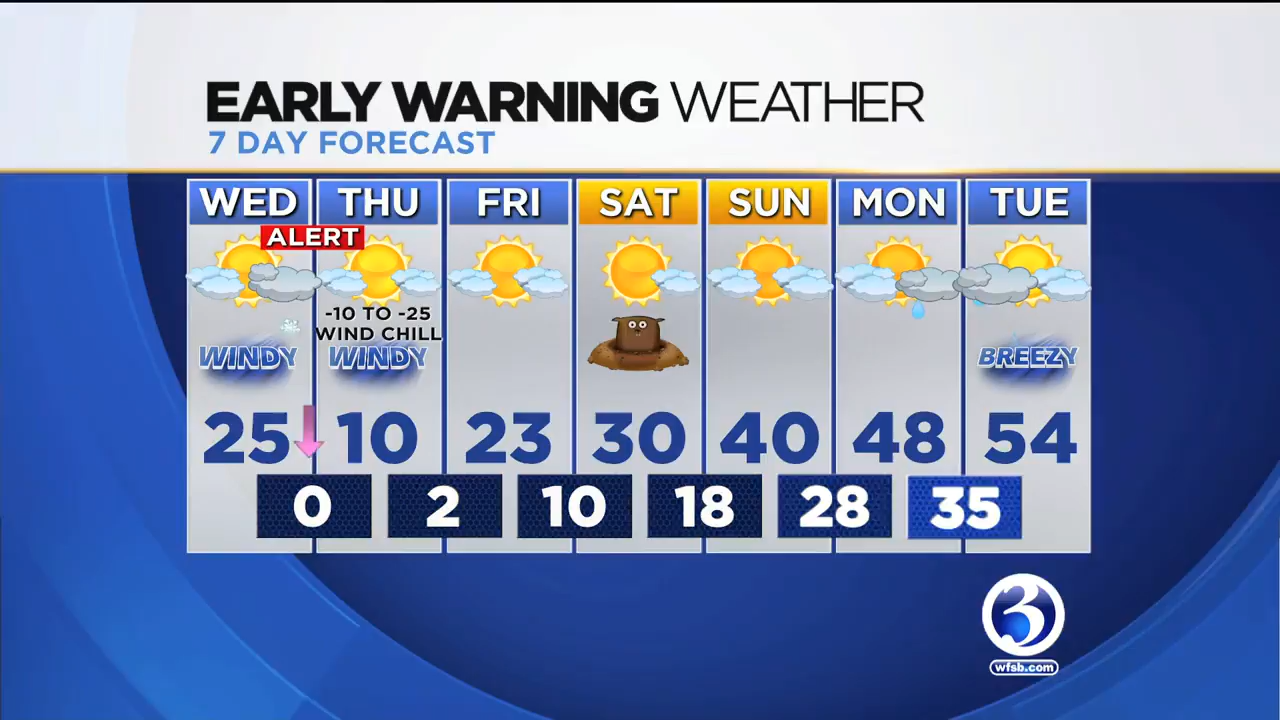 EARLY WARNING WEATHER
7 DAY FORECAST
WED THU FRI SAT SUN MON TUE
ALERT
-10 TO -25
WIND CHILL
WINDY WINDY BREEZY
25 10 23 30 40 48 54
0 2 10 18 28 35
3
wfsb.com